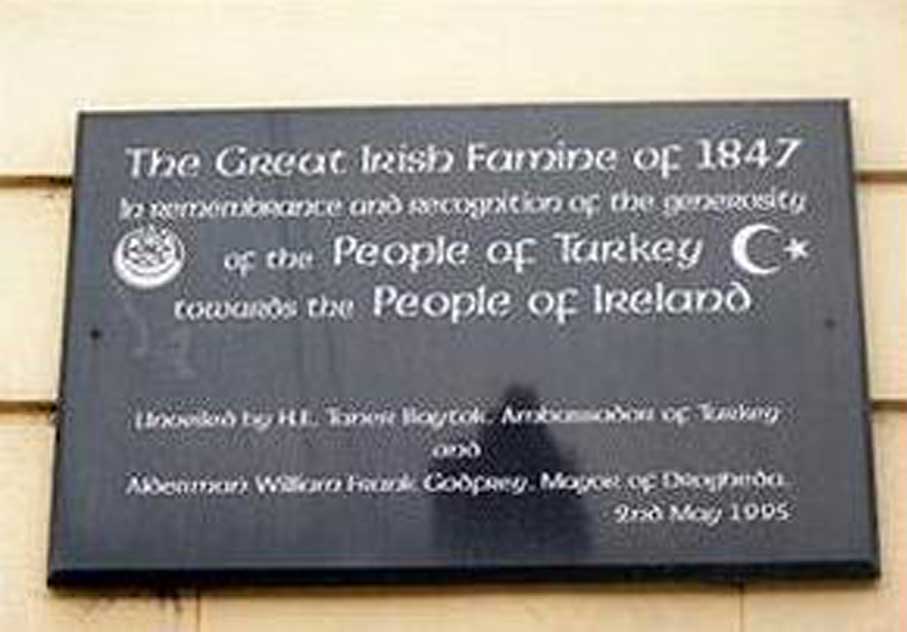 The Great Irish Famine of 1847
In remembrance and recognition of the generosity
of the People of Turkey
towards the People of Ireland
Unveiled by H.E. Taner Baytok, Ambassador of Turkey
and
Alderman William Frank Godfrey, Mayor of Drogheda.
2nd May 1995